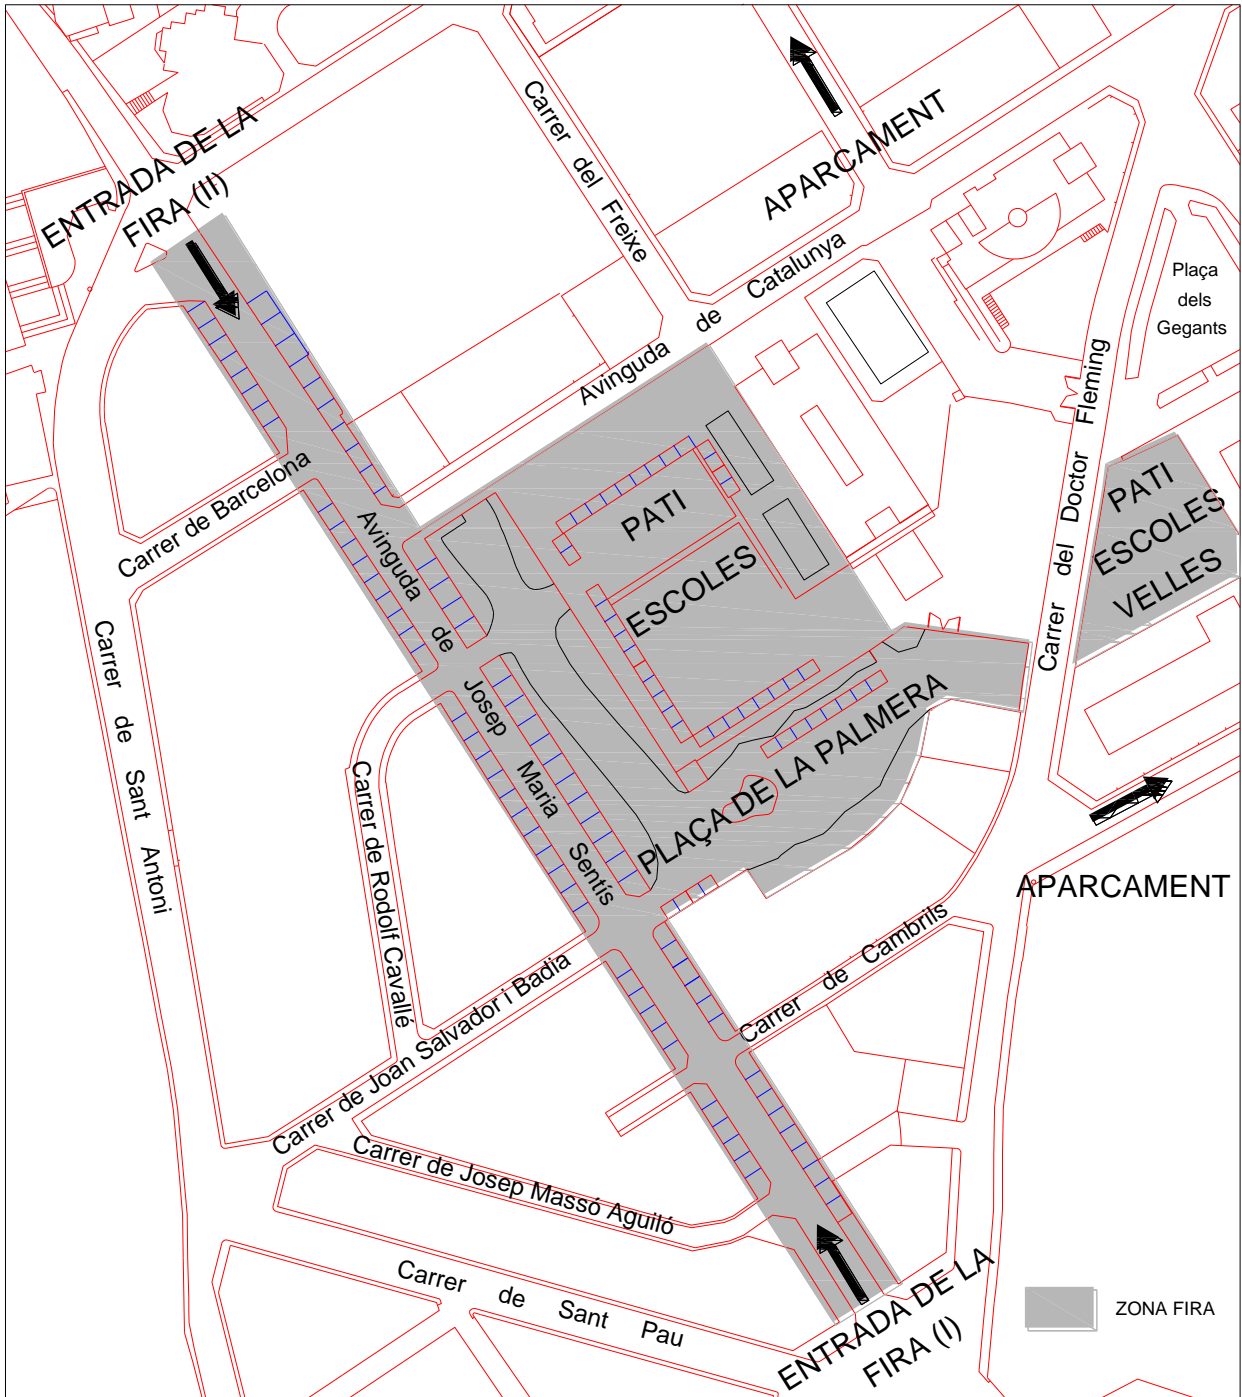 ENTRADA DE LA
FIRA (II)
Carrer del Freixe
APARCAMENT
Avinguda de Catalunya
Plaça
dels
Gegants
Carrer de Barcelona
Avinguda de Josep Maria Sentís
PATI
ESCOLES
Carrer del Doctor Fleming
PATI
ESCOLES
VELLES
Carrer de Sant Antoni
Carrer de Rodolf Cavallé
PLAÇA DE LA PALMERA
APARCAMENT
Carrer de Cambrils
Carrer de Joan Salvador i Badia
Carrer de Josep Massó Aguiló
Carrer de Sant Pau
ENTRADA DE LA
FIRA (I)
ZONA FIRA